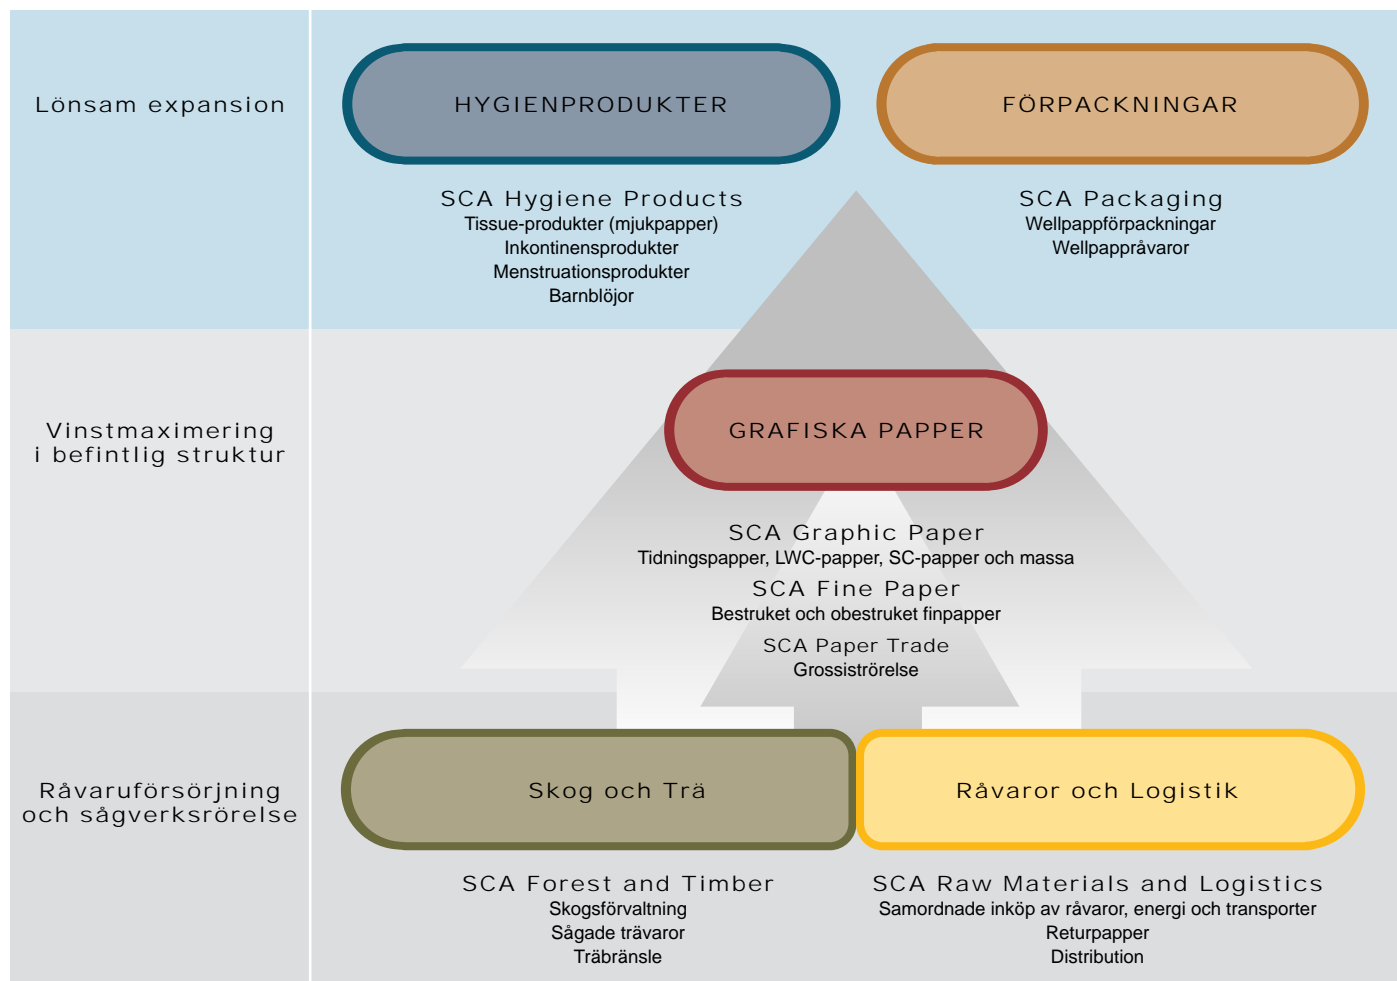 Lönsam expansion
HYGIENPRODUKTER
FÖRPACKNINGAR
SCA Hygiene Products
Tissue-produkter (mjukpapper)
Inkontinensprodukter
Menstruationsprodukter
Barnblöjor
SCA Packaging
Wellpappförpackningar
Wellpappråvaror
Vinstmaximering
i befintlig struktur
GRAFISKA PAPPER
SCA Graphic Paper
Tidningspapper, LWC-papper, SC-papper och massa
SCA Fine Paper
Bestruket och obestruket finpapper
SCA Paper Trade
Grossiströrelse
Råvaruförsörjning
och sågverksrörelse
Skog och Trä
Råvaror och Logistik
SCA Forest and Timber
Skogsförvaltning
Sågade trävaror
Träbränsle
SCA Raw Materials and Logistics
Samordnade inköp av råvaror, energi och transporter
Returpapper
Distribution